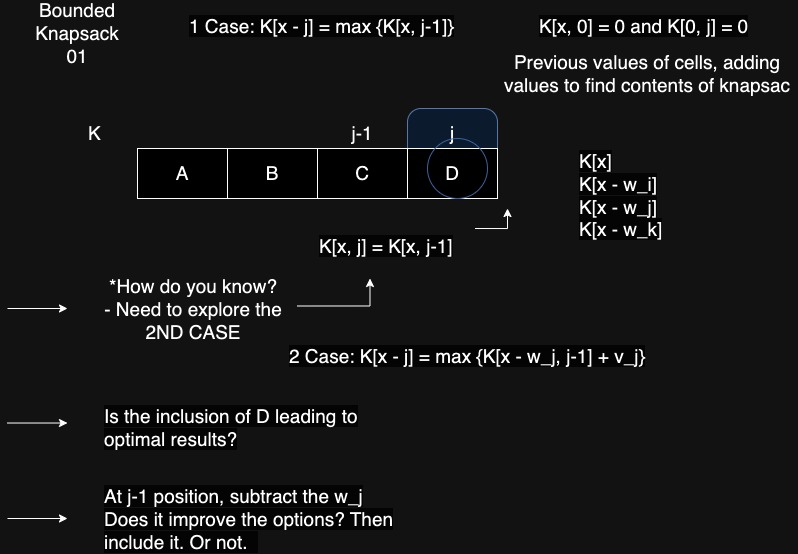 Bounded
Knapsack
01
1 Case: K[x - j] = max {K[x, j-1]}
K[x, 0] = 0 and K[0, j] = 0
Previous values of cells, adding
values to find contents of knapsac
K
j-1
j
A
B
C
D
K[x]
K[x - w_i]
K[x - w_j]
K[x - w_k]
K[x, j] = K[x, j-1]
*How do you know?
- Need to explore the
2ND CASE
2 Case: K[x - j] = max {K[x - w_j, j-1] + v_j}
Is the inclusion of D leading to
optimal results?
At j-1 position, subtract the w_j
Does it improve the options? Then
include it. Or not.